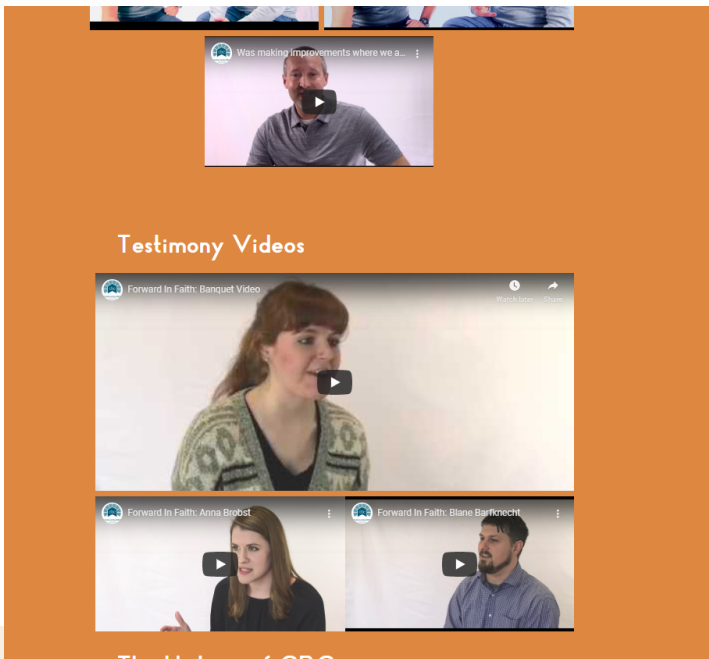 Was making improvements where we a...
Testimony Videos
Forward In Faith: Banquet Video
Watch later
Share
Forward In Faith: Anna Brobst
Forward In Faith: Blane Barfknecht